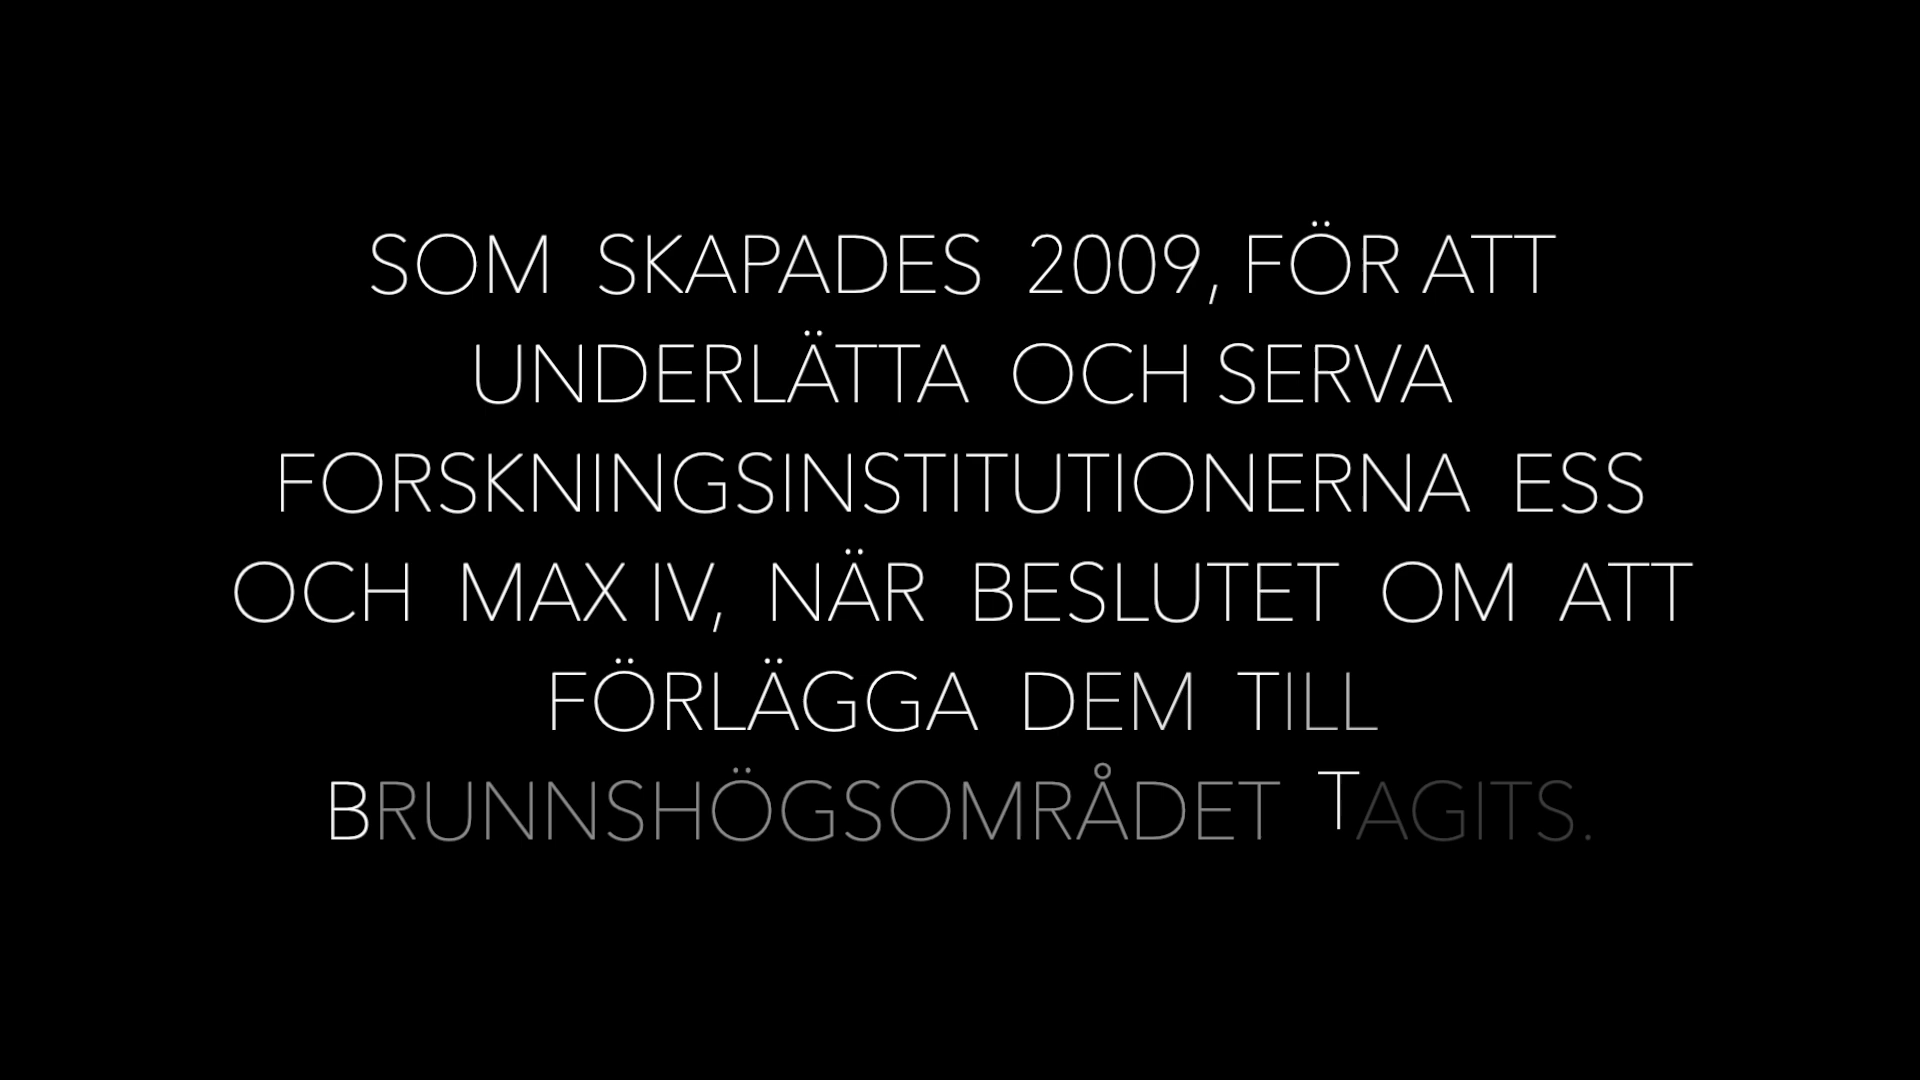 SOM SKAPADES 2009, FÖR ATT
UNDERLÄTTA OCH SERVA
FORSKNINGSINSTITUTIONERNA ESS
OCH MAX IV, NÄR BESLUTET OM ATT
FÖRLÄGGA DEM TILL
BRUNNSHÖGSOMRÅDET TAGITS.